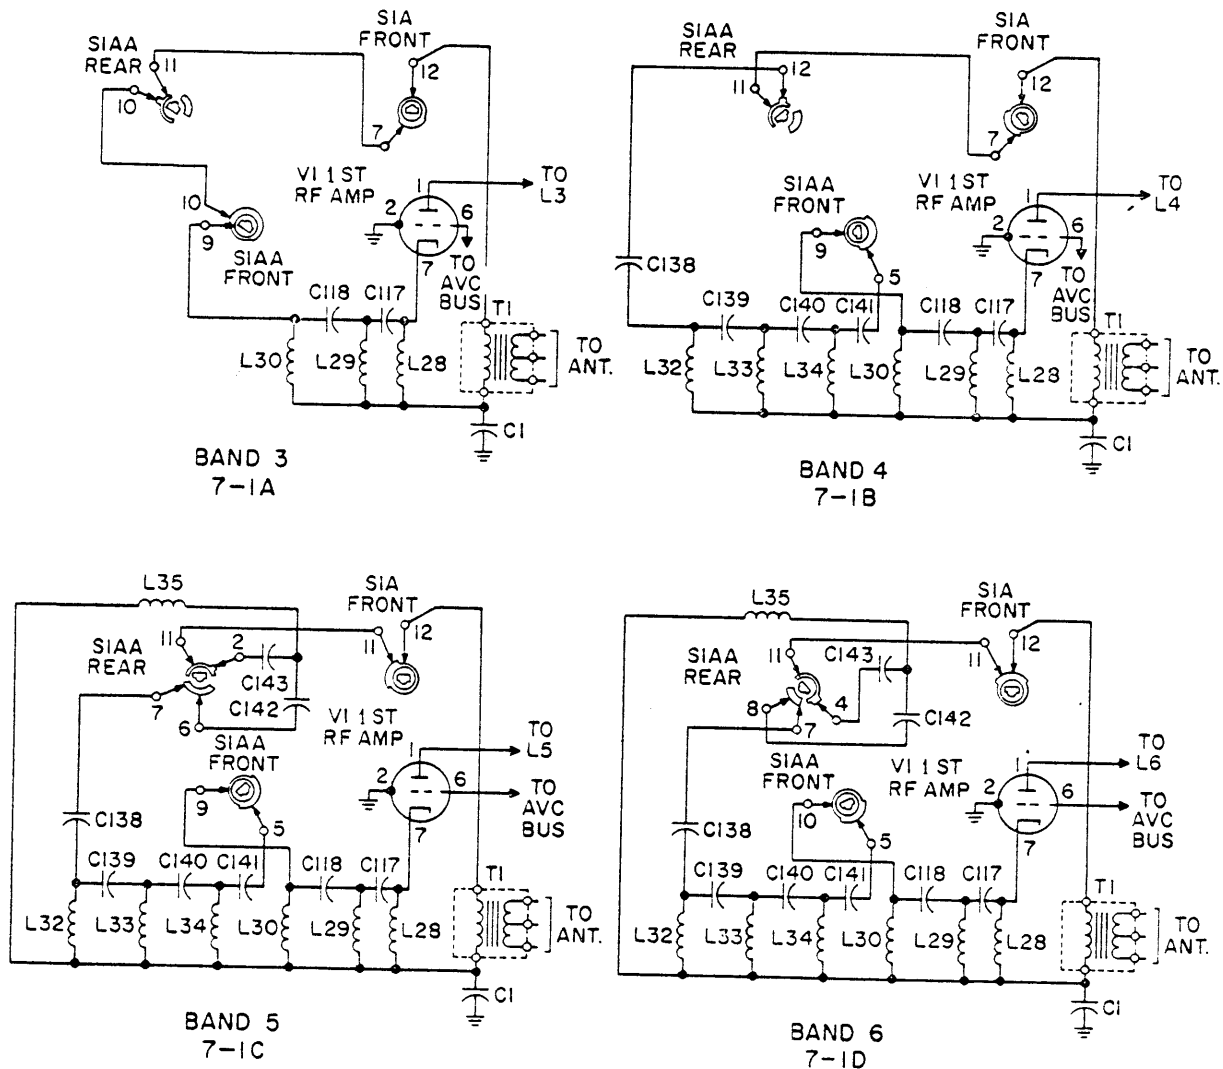 SIAA
REAR
11
10
SIA
FRONT
12
7
10
9
SIAA
FRONT
VI 1ST
RF AMP
1
2
6
7
TO
L3
TO
AVC
BUS
C118
C117
L30
L29
L28
T1
TO
ANT.
C1
BAND 3
7-1A
SIAA
REAR
12
11
SIA
FRONT
12
7
SIAA
FRONT
9
5
VI 1ST
RF AMP
1
2
6
7
TO
L4
TO
AVC
BUS
C138
C139
C140
C141
C118
C117
L32
L33
L34
L30
L29
L28
T1
TO
ANT.
C1
BAND 4
7-1B
L35
SIAA
REAR
11
2
7
6
C143
C142
SIA
FRONT
11
12
SIAA
FRONT
9
5
VI 1ST
RF AMP
1
2
6
7
TO
L5
TO
AVC
BUS
C138
C139
C140
C141
C118
C117
L32
L33
L34
L30
L29
L28
T1
TO
ANT.
C1
BAND 5
7-1C
L35
SIAA
REAR
11
8
7
4
C143
C142
SIA
FRONT
11
12
SIAA
FRONT
10
5
VI 1ST
RF AMP
1
2
6
7
TO
L6
TO
AVC
BUS
C138
C139
C140
C141
C118
C117
L32
L33
L34
L30
L29
L28
T1
TO
ANT.
C1
BAND 6
7-1D